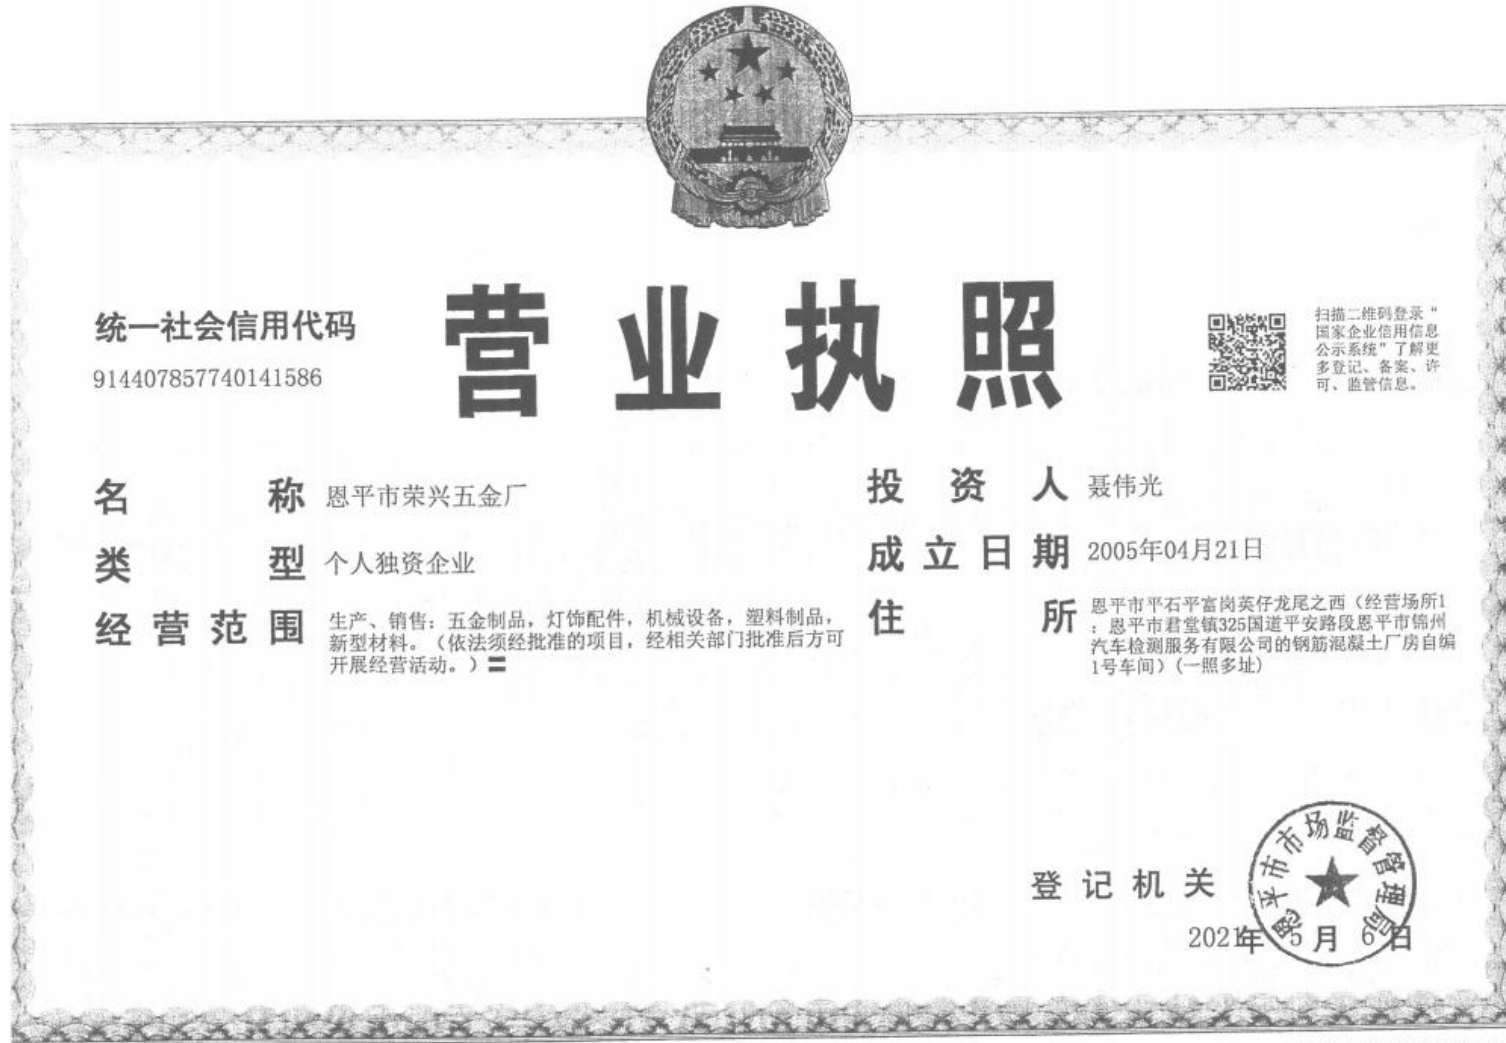 营业执照
统一社会信用代码
914407857740141586
扫描二维码登录“
国家企业信用信息
公示系统”了解更
多登记、备案、许
可、监管信息。
名称 恩平市荣兴五金厂
类型 个人独资企业
经营范围 生产、销售：五金制品，灯饰配件，机械设备，塑料制品，
新型材料。（依法须经批准的项目，经相关部门批准后方可
开展经营活动。）〓
投资人 聂伟光
成立日期 2005年04月21日
住所 恩平市平石平富岗英仔龙尾之西（经营场所1
：恩平市君堂镇325国道平安路段恩平市锦州
汽车检测服务有限公司的钢筋混凝土厂房自编
1号车间）(一照多址)
登记机关
恩平市市场监督管理局
2021年5月6日